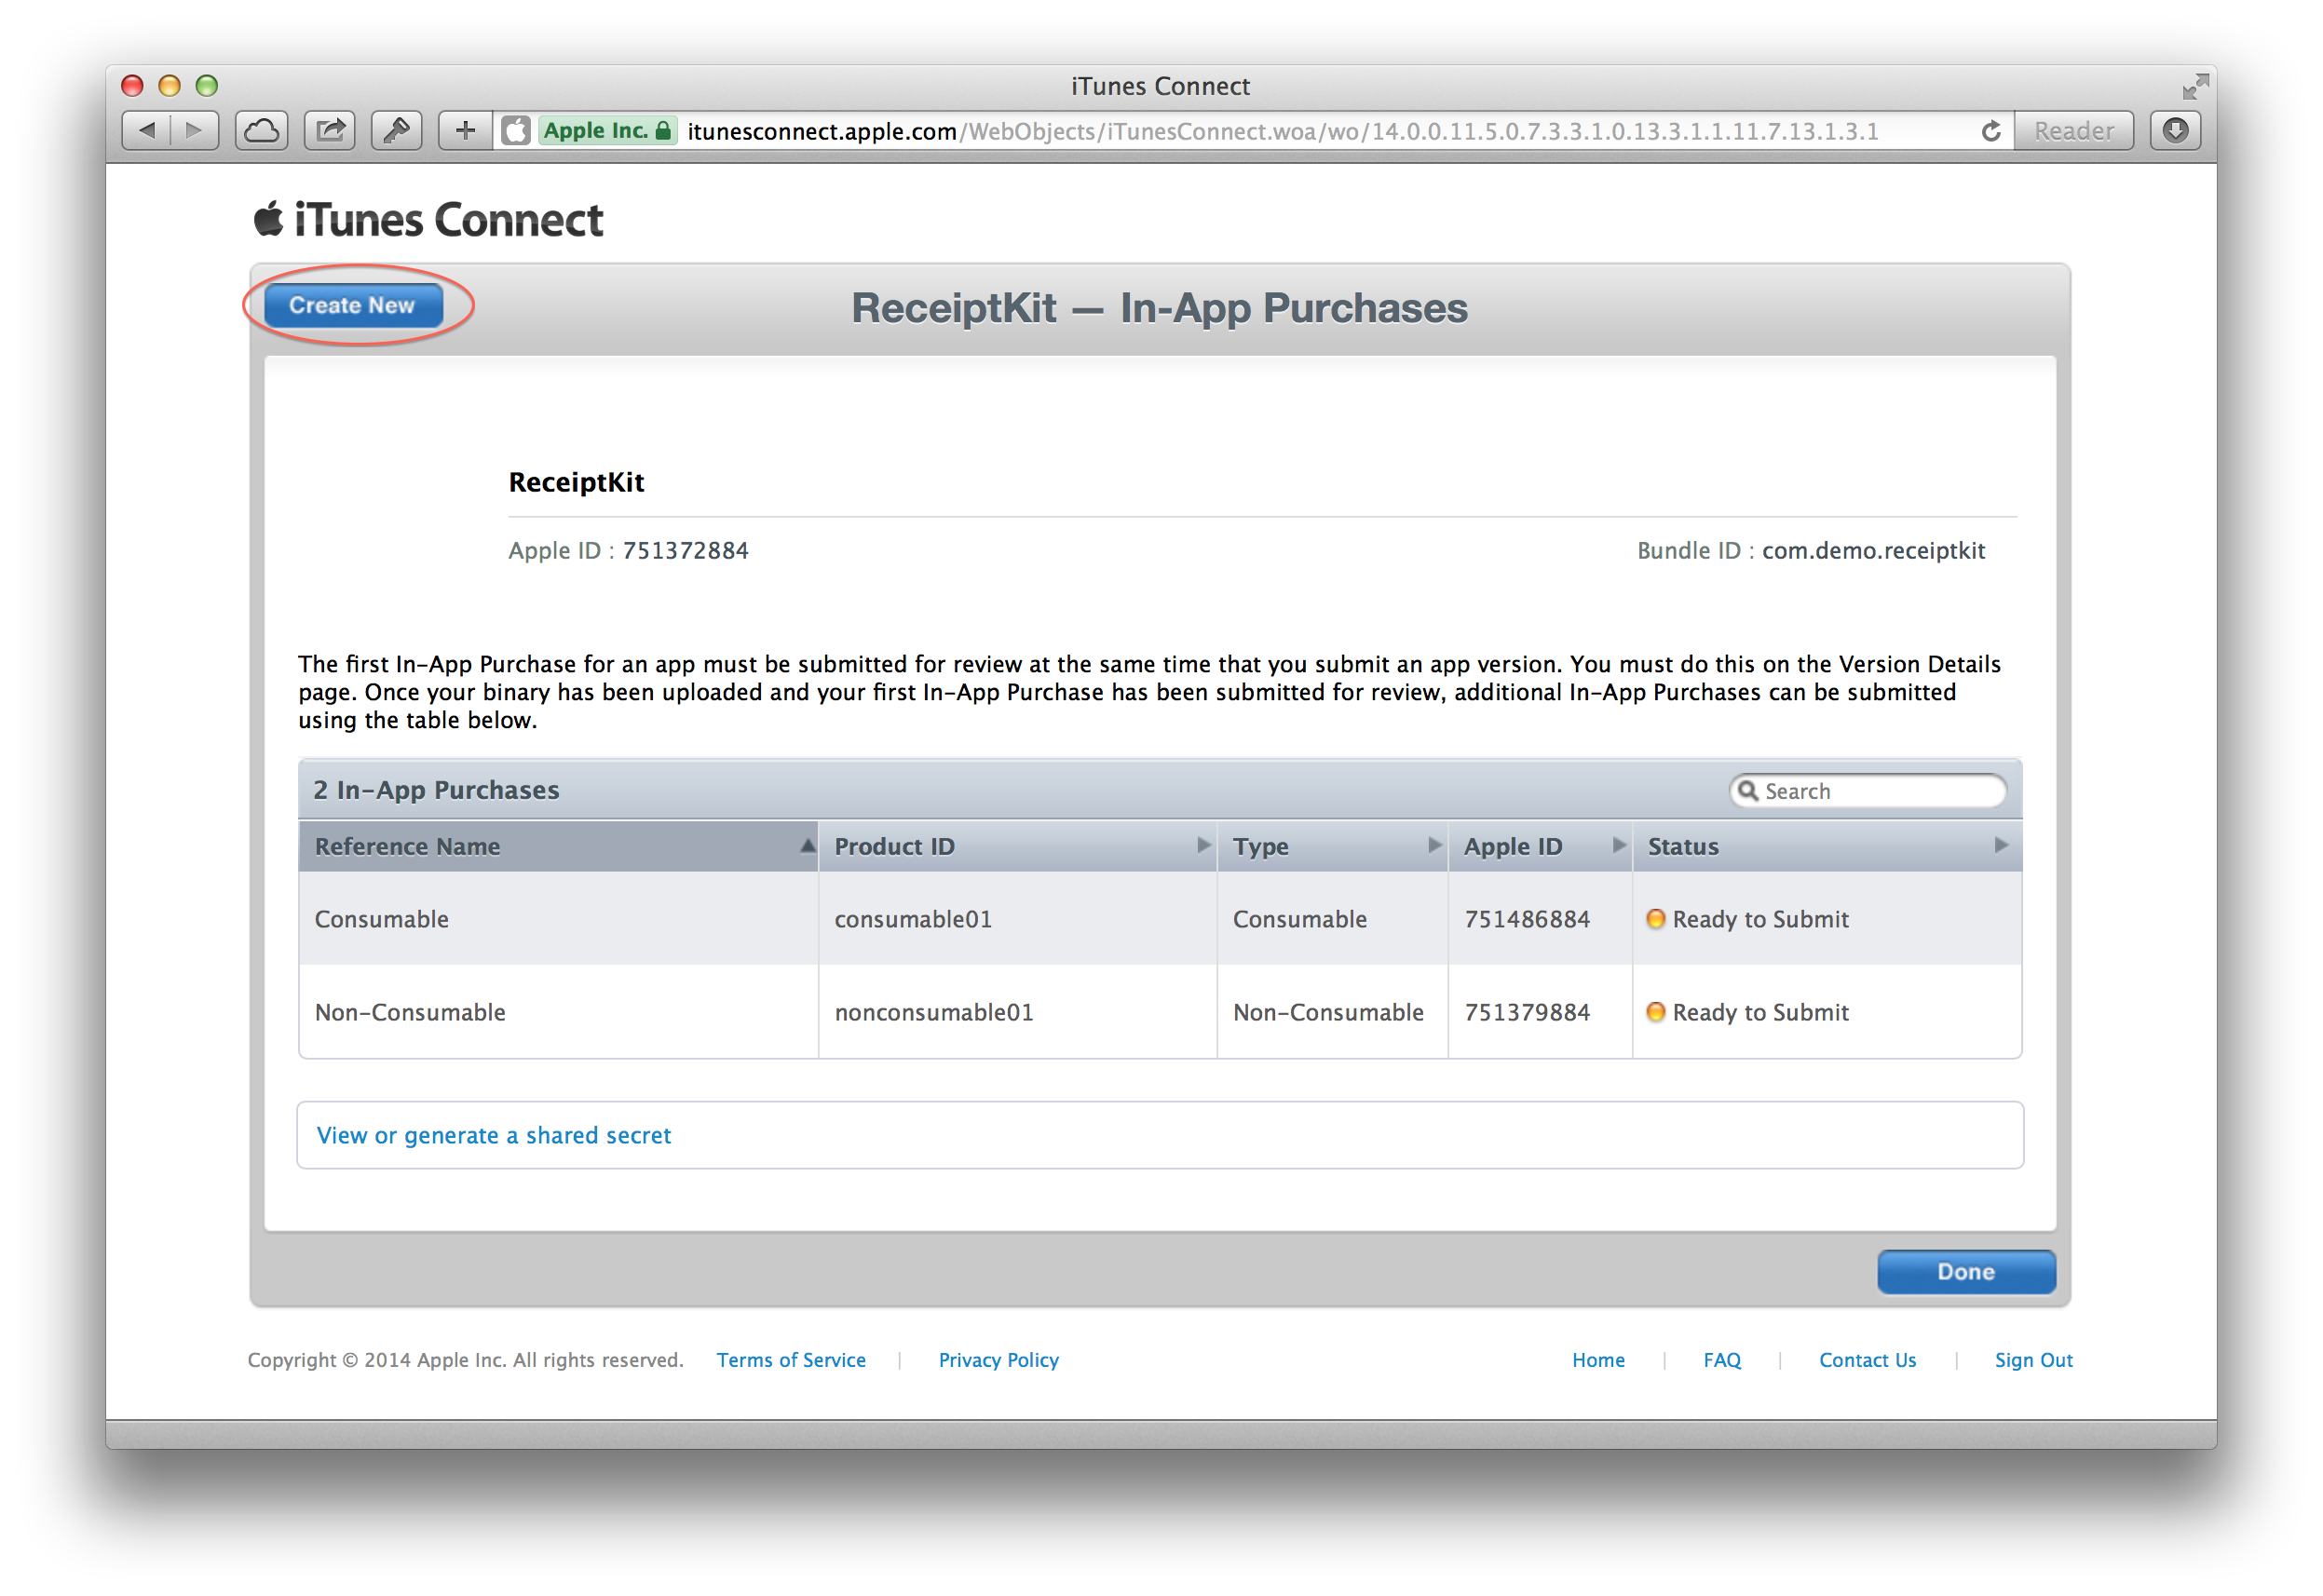 iTunes Connect
Apple Inc. itunesconnect.apple.com/WebObjects/iTunesConnect.woa/wo/14.0.0.11.5.0.7.3.3.1.0.13.3.1.1.11.7.13.1.3.1 Reader
iTunes Connect
Create New ReceiptKit — In-App Purchases
ReceiptKit
Apple ID : 751372884 Bundle ID : com.demo.receiptkit
The first In-App Purchase for an app must be submitted for review at the same time that you submit an app version. You must do this on the Version Details
page. Once your binary has been uploaded and your first In-App Purchase has been submitted for review, additional In-App Purchases can be submitted
using the table below.
2 In-App Purchases Search
Reference Name Product ID Type Apple ID Status
Consumable consumable01 Consumable 751486884 Ready to Submit
Non-Consumable nonconsumable01 Non-Consumable 751379884 Ready to Submit
View or generate a shared secret
Done
Copyright © 2014 Apple Inc. All rights reserved. Terms of Service | Privacy Policy Home | FAQ | Contact Us | Sign Out